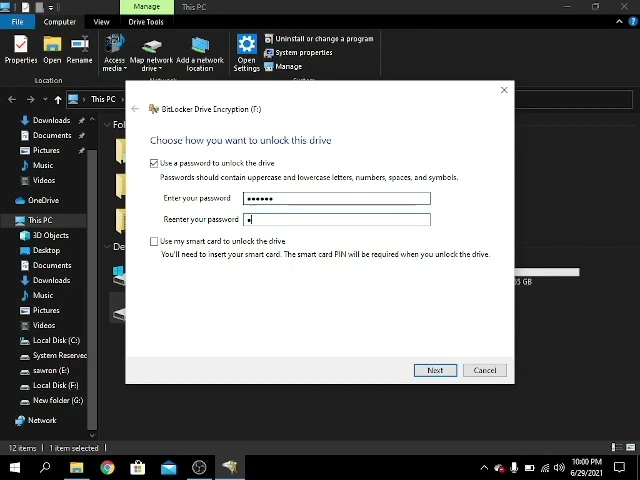 Manage
This PC
File
Computer
View
Drive Tools
Properties
Open
Rename
Access media
Map network drive
Add a network location
Open Settings
Uninstall or change a program
System properties
Manage
Location
This PC
BitLocker Drive Encryption (F:)
Choose how you want to unlock this drive
Use a password to unlock the drive
Passwords should contain uppercase and lowercase letters, numbers, spaces, and symbols.
Enter your password
Reenter your password
Use my smart card to unlock the drive
You'll need to insert your smart card. The smart card PIN will be required when you unlock the drive.
Next
Cancel
Downloads
Documents
Pictures
Music
Videos
OneDrive
This PC
3D Objects
Desktop
Documents
Downloads
Music
Pictures
Videos
Local Disk (C:)
System Reserved
sawron (E:)
Local Disk (F:)
New folder (G:)
Network
Fo
De
GB
12 items
1 item selected
10:00 PM
6/29/2021